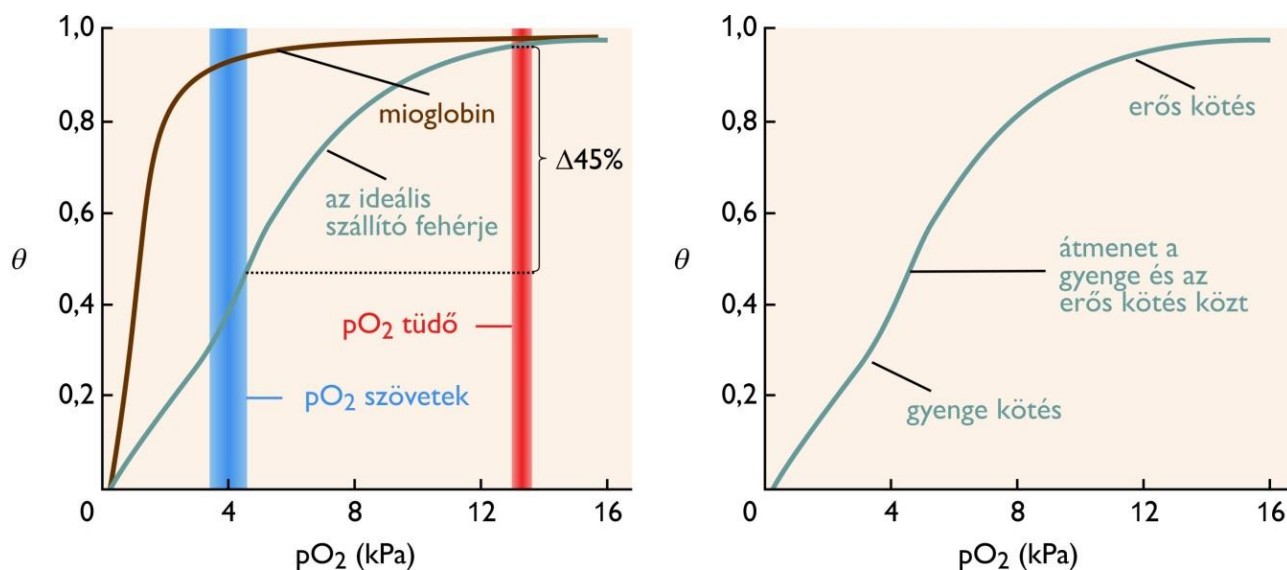 1,0
0,8
0,6
θ
0,4
0,2
0
4
8
12
16
pO₂ (kPa)
mioglobin
az ideális
szállító fehérje
Δ45%
pO₂ tüdő
pO₂ szövetek
1,0
0,8
0,6
θ
0,4
0,2
0
4
8
12
16
pO₂ (kPa)
erős kötés
átmenet a
gyenge és az
erős kötés közt
gyenge kötés